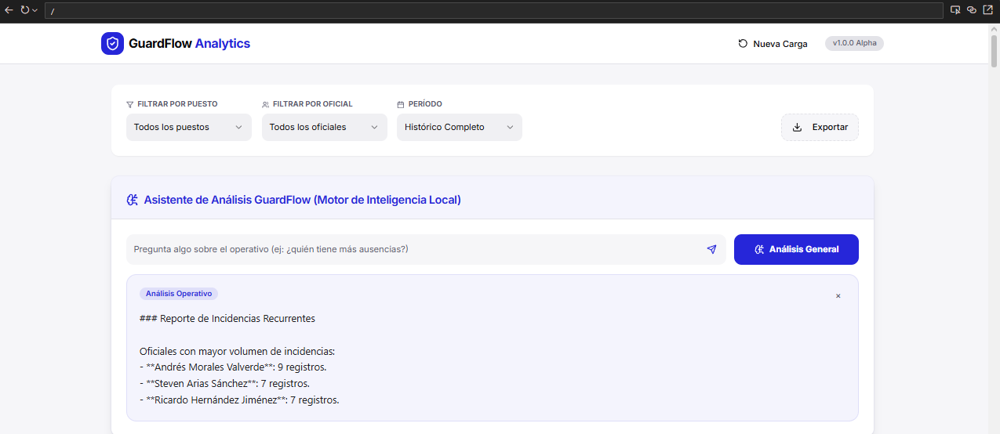 /
GuardFlow Analytics
Nueva Carga
v1.0.0 Alpha
FILTRAR POR PUESTO
FILTRAR POR OFICIAL
PERÍODO
Todos los puestos
Todos los oficiales
Histórico Completo
Exportar
Asistente de Análisis GuardFlow (Motor de Inteligencia Local)
Pregunta algo sobre el operativo (ej: ¿quién tiene más ausencias?)
Análisis General
Análisis Operativo
×
### Reporte de Incidencias Recurrentes
Oficiales con mayor volumen de incidencias:
- **Andrés Morales Valverde**: 9 registros.
- **Steven Arias Sánchez**: 7 registros.
- **Ricardo Hernández Jiménez**: 7 registros.